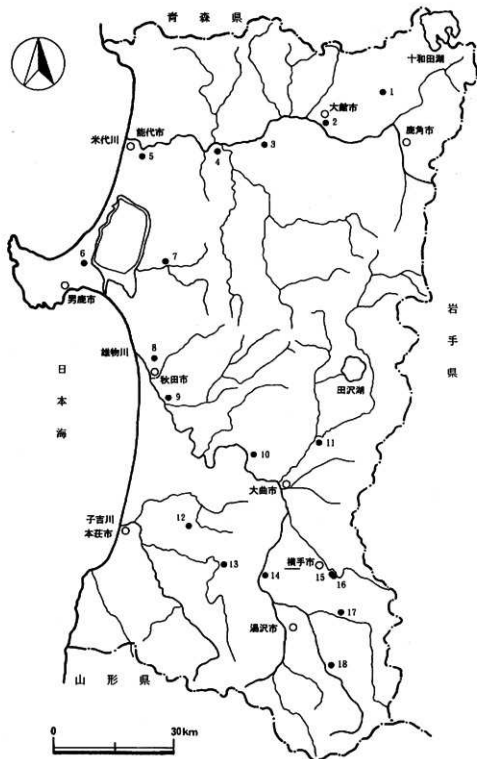 青森県
十和田湖
1
大館市
2
鹿角市
能代市
米代川
3
4
5
6
7
男鹿市
岩手県
雄物川
8
秋田市
日本海
田沢湖
9
11
10
大曲市
子吉川
12
本荘市
横手市
13
14
15
16
17
湯沢市
18
山形県
0
30km